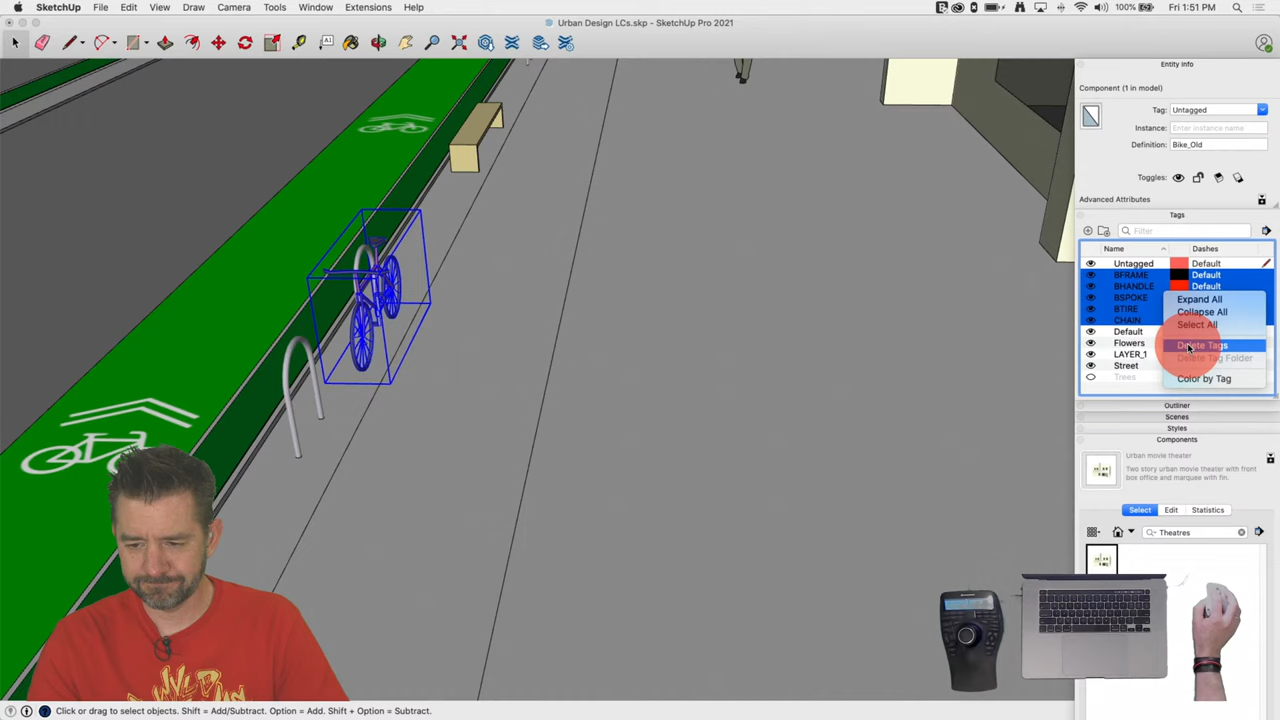 SketchUp File Edit View Draw Camera Tools Window Extensions Help 100% Fri 1:51 PM
Urban Design LCs.skp - SketchUp Pro 2021
Entity Info
Component (1 in model)
Tag: Untagged
Instance: Enter instance name
Definition: Bike_Old
Toggles:
Advanced Attributes
Tags
Filter
Name Dashes
Untagged Default
BFRAME Default
BHANDLE Default
BSPOKE
BTIRE
CHAIN
Default
Flowers
LAYER_1
Street
Trees
Expand All
Collapse All
Select All
Delete Tags
Delete Tag Folder
Color by Tag
Outliner
Scenes
Styles
Components
Urban movie theater
Two story urban movie theater with front
box office and marquee with fin.
Select Edit Statistics
Theatres
Click or drag to select objects. Shift = Add/Subtract. Option = Add. Shift + Option = Subtract.